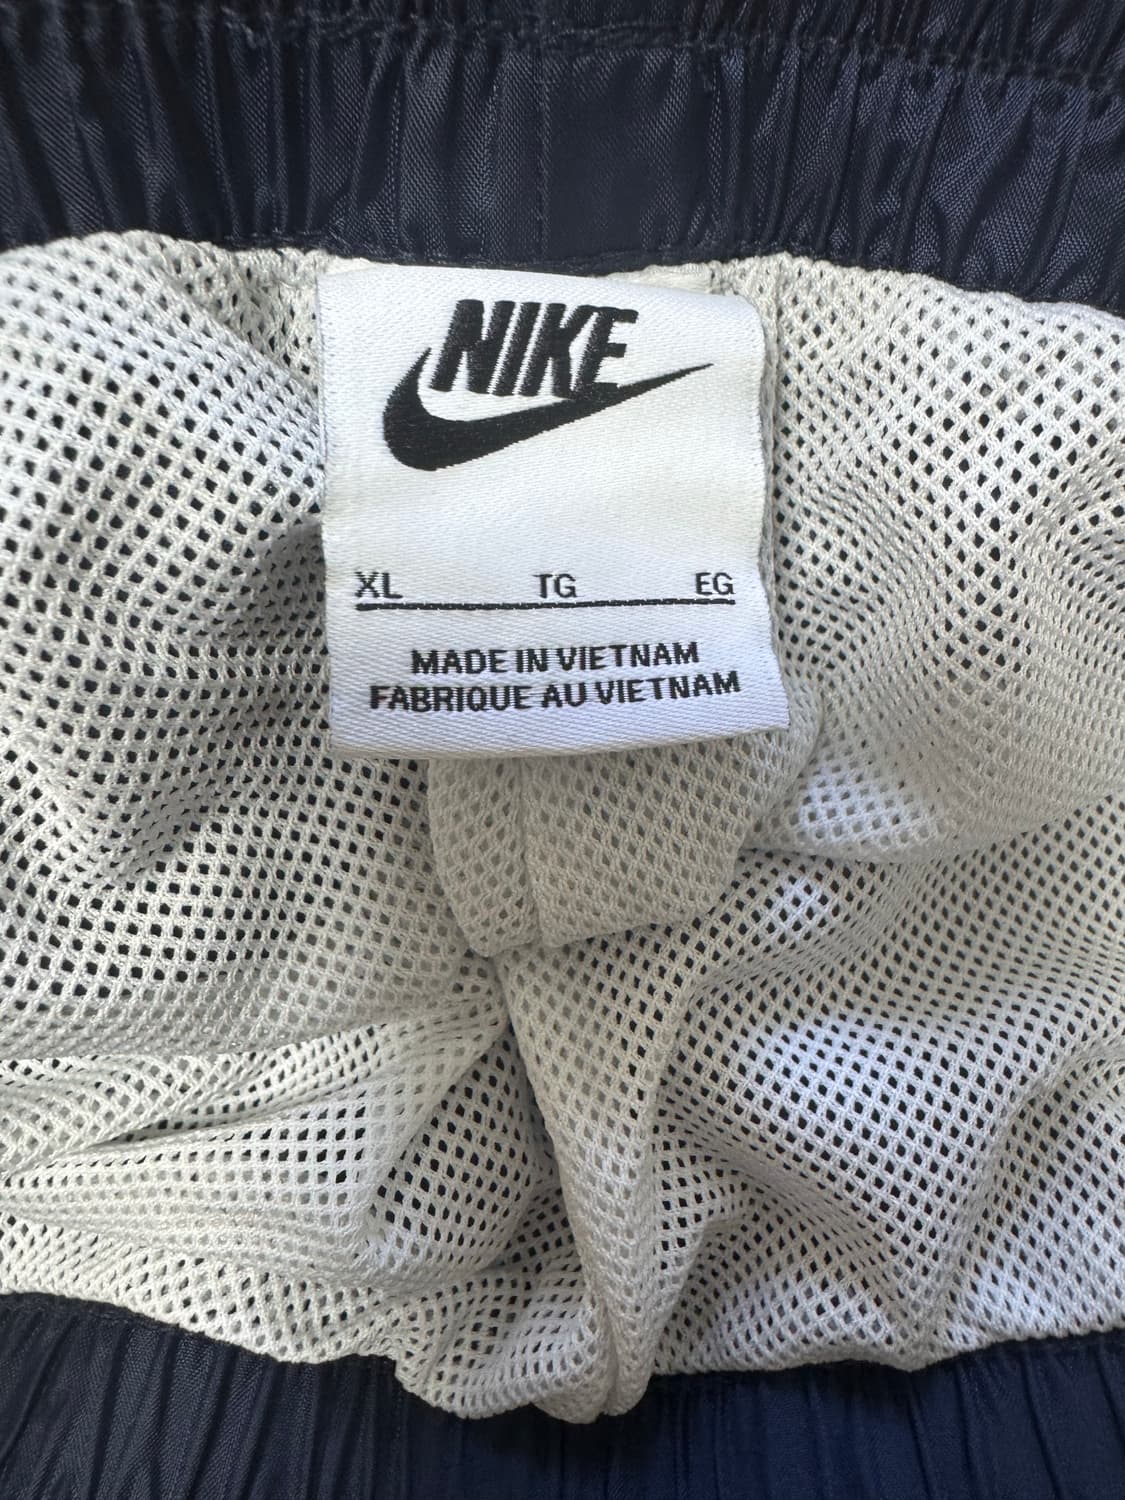 NIKE
XL TG EG
MADE IN VIETNAM
FABRIQUE AU VIETNAM